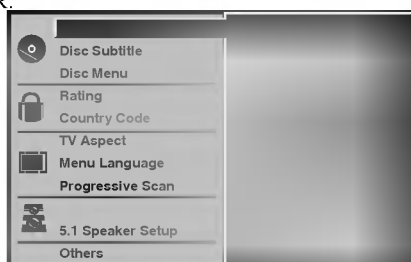 k.
Disc Subtitle
Disc Menu
Rating
Country Code
TV Aspect
Menu Language
Progressive Scan
5.1 Speaker Setup
Others